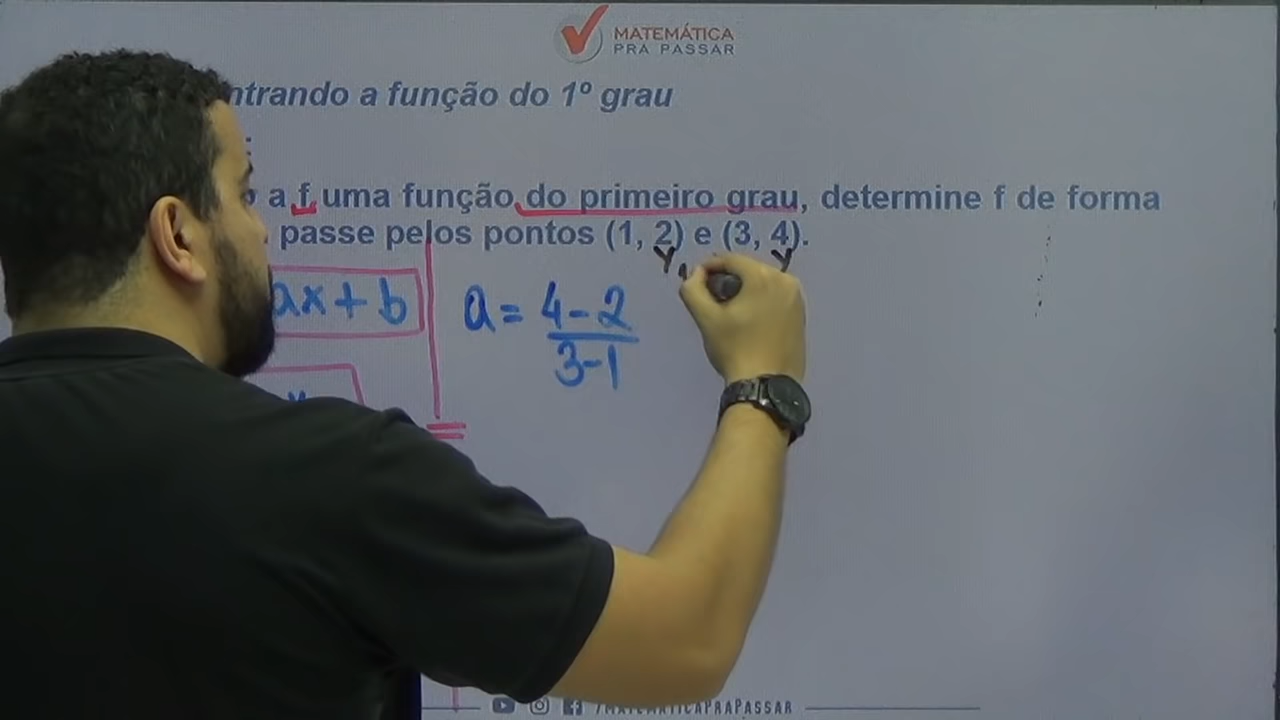 MATEMÁTICA
PRA PASSAR
ntrando a função do 1º grau
:
a f uma função do primeiro grau, determine f de forma
passe pelos pontos (1, 2) e (3, 4).
Y Y
ax + b
a = 4 - 2
3 - 1
/MATEMATICAPRAPASSAR